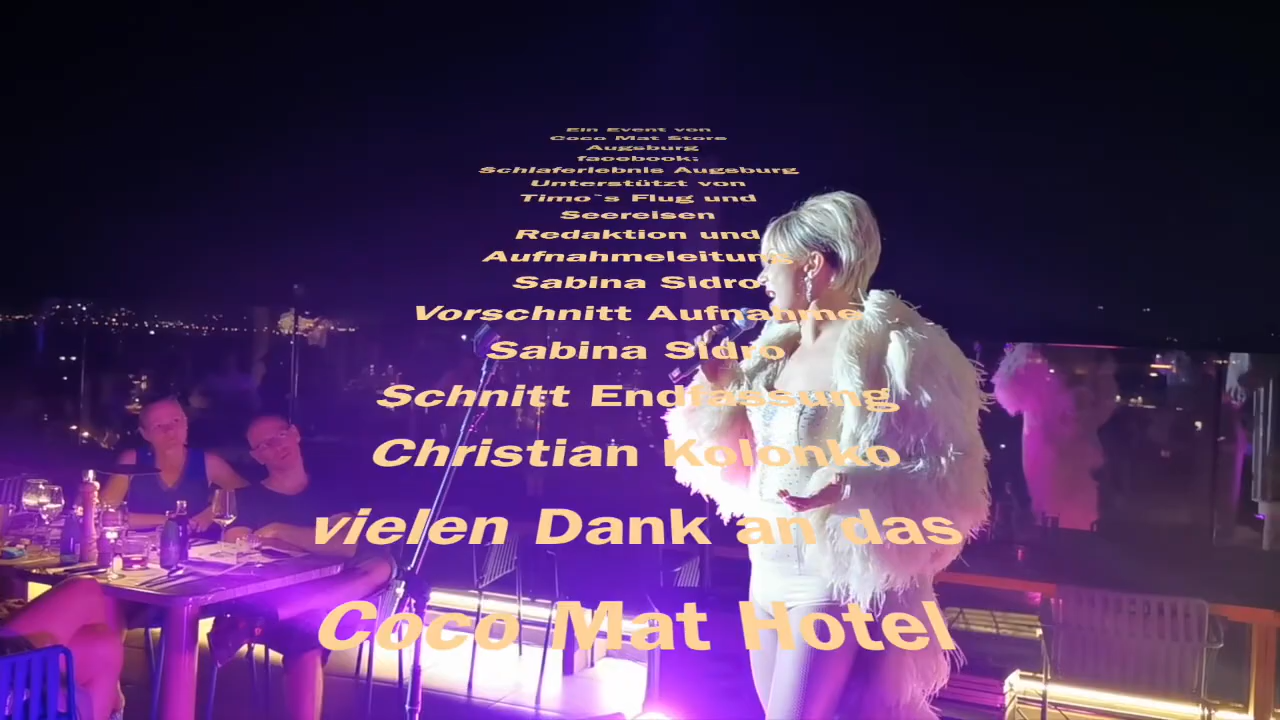 Ein Event von
Coco Mat Store
Augsburg
facebook:
Schlaferlebnis Augsburg
Unterstützt von
Timo`s Flug und
Seereisen
Redaktion und
Aufnahmeleitung
Sabina Sidro
Vorschnitt Aufnahme
Sabina Sidro
Schnitt Endfassung
Christian Kolonko
vielen Dank an das
Coco Mat Hotel